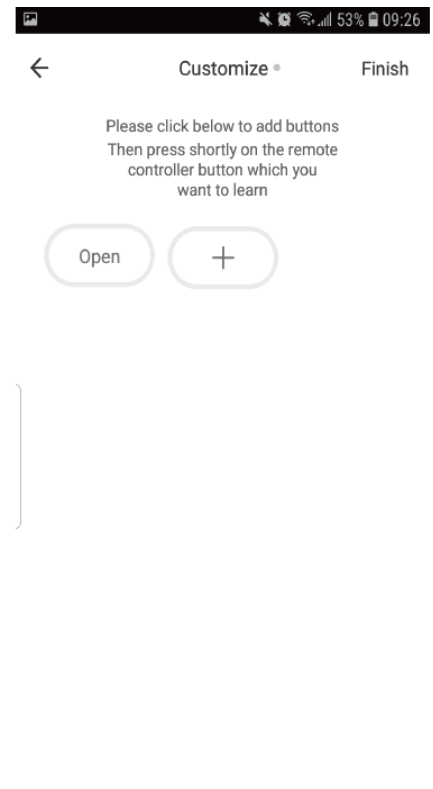 53% 09:26
Customize Finish
Please click below to add buttons
Then press shortly on the remote
controller button which you
want to learn
Open +